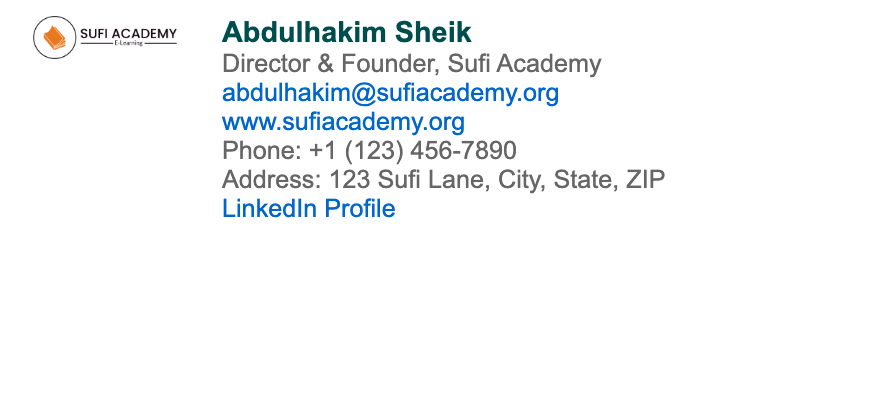 SUFI ACADEMY
E-Learning
Abdulhakim Sheik
Director & Founder, Sufi Academy
abdulhakim@sufiacademy.org
www.sufiacademy.org
Phone: +1 (123) 456-7890
Address: 123 Sufi Lane, City, State, ZIP
LinkedIn Profile